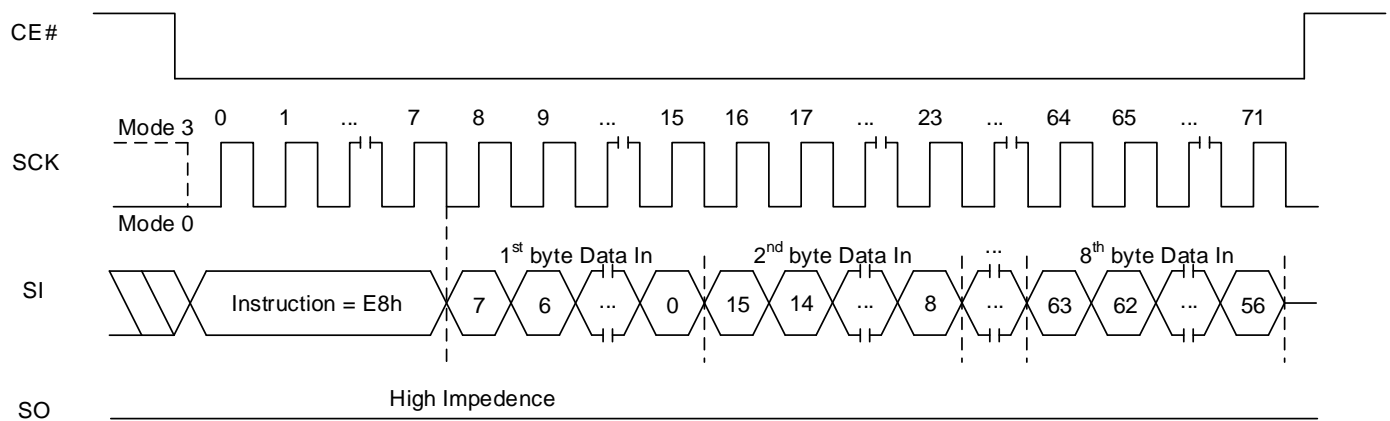 CE#
0 1 ... 7 8 9 ... 15 16 17 ... 23 ... 64 65 ... 71
Mode 3
SCK
Mode 0
1st byte Data In 2nd byte Data In ... 8th byte Data In
SI Instruction = E8h 7 6 ... 0 15 14 ... 8 ... 63 62 ... 56
High Impedence
SO